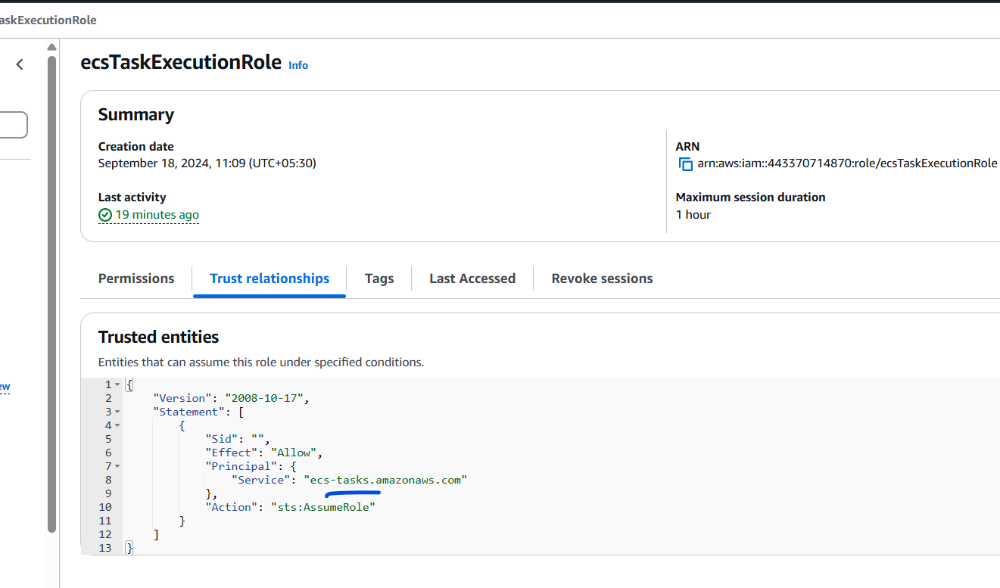 askExecutionRole
ecsTaskExecutionRole Info
Summary
Creation date
September 18, 2024, 11:09 (UTC+05:30)
ARN
arn:aws:iam::443370714870:role/ecsTaskExecutionRole
Last activity
19 minutes ago
Maximum session duration
1 hour
Permissions Trust relationships Tags Last Accessed Revoke sessions
Trusted entities
Entities that can assume this role under specified conditions.
ew
1 {
2 "Version": "2008-10-17",
3 "Statement": [
4 {
5 "Sid": "",
6 "Effect": "Allow",
7 "Principal": {
8 "Service": "ecs-tasks.amazonaws.com"
9 },
10 "Action": "sts:AssumeRole"
11 }
12 ]
13 }